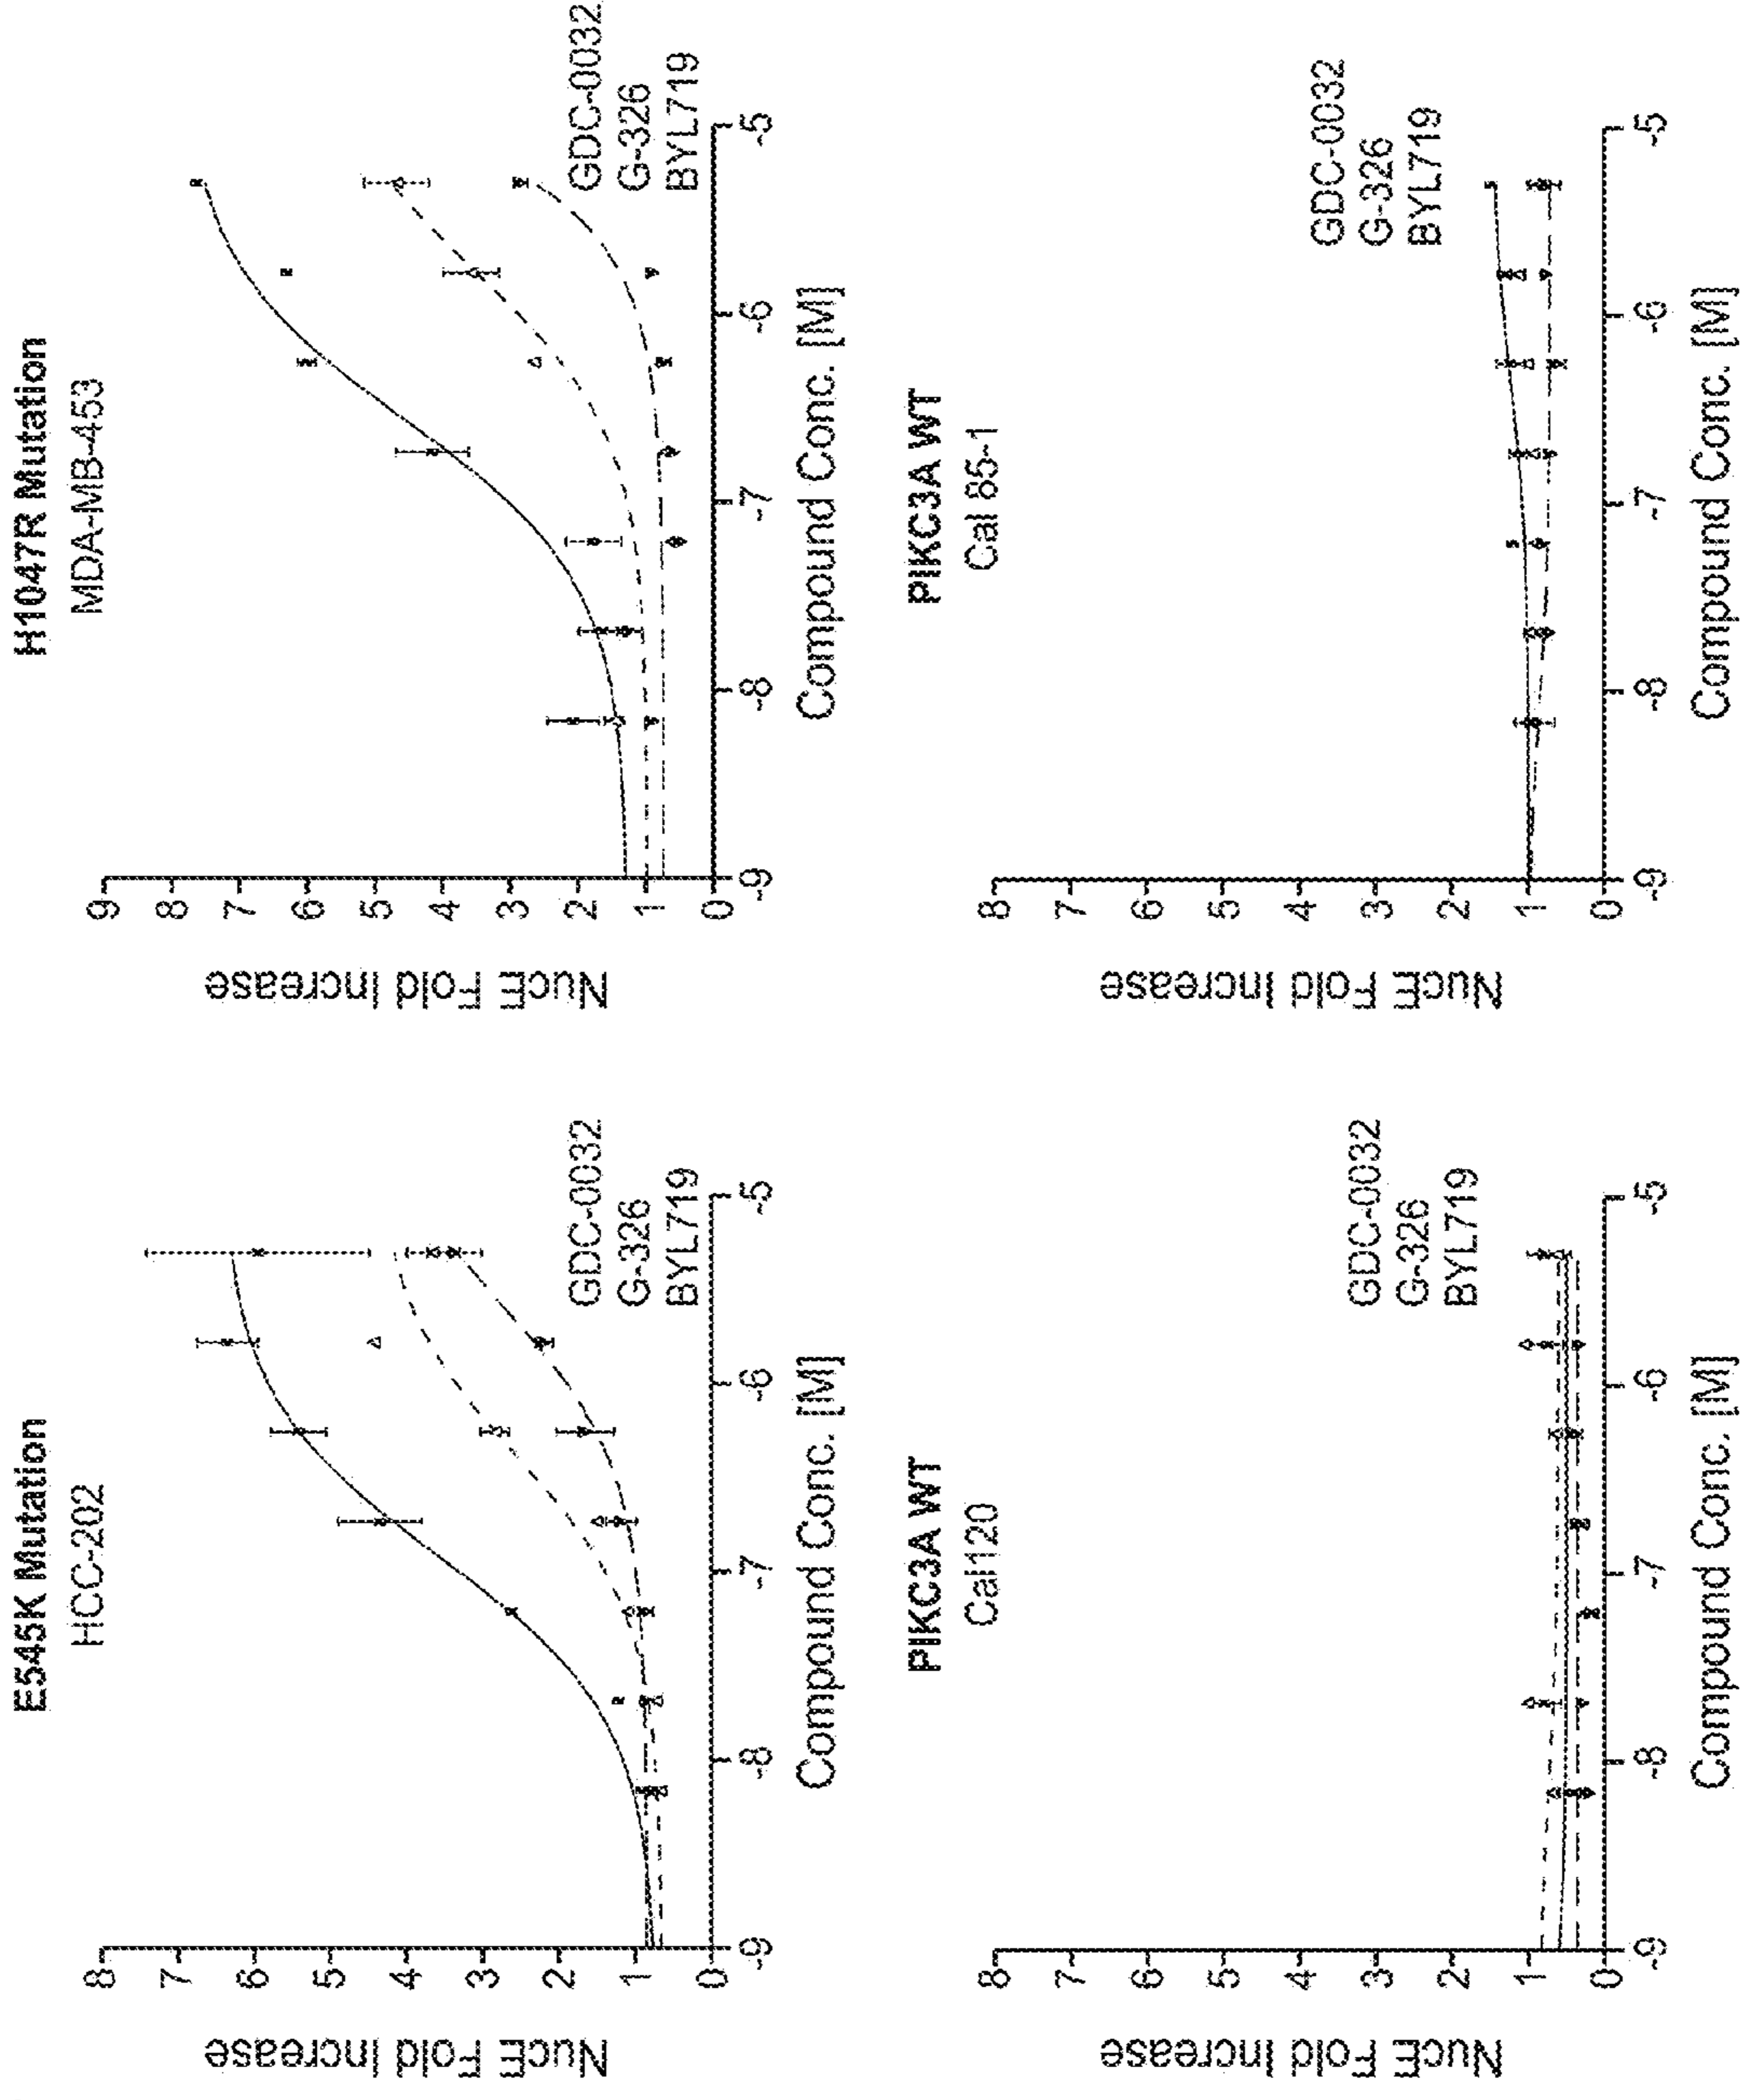 E545K Mutation
HCC-202
NucE Fold Increase
8
7
6
5
4
3
2
1
0
-9
-8
-7
-6
-5
Compound Conc. [M]
GDC-0032
G-326
BYL719
H1047R Mutation
MDA-MB-453
NucE Fold Increase
9
8
7
6
5
4
3
2
1
0
-9
-8
-7
-6
-5
Compound Conc. [M]
GDC-0032
G-326
BYL719
PIKC3A WT
Cal120
NucE Fold Increase
8
7
6
5
4
3
2
1
0
-9
-8
-7
-6
-5
Compound Conc. [M]
GDC-0032
G-326
BYL719
PIKC3A WT
Cal 85-1
NucE Fold Increase
8
7
6
5
4
3
2
1
0
-9
-8
-7
-6
-5
Compound Conc. [M]
GDC-0032
G-326
BYL719